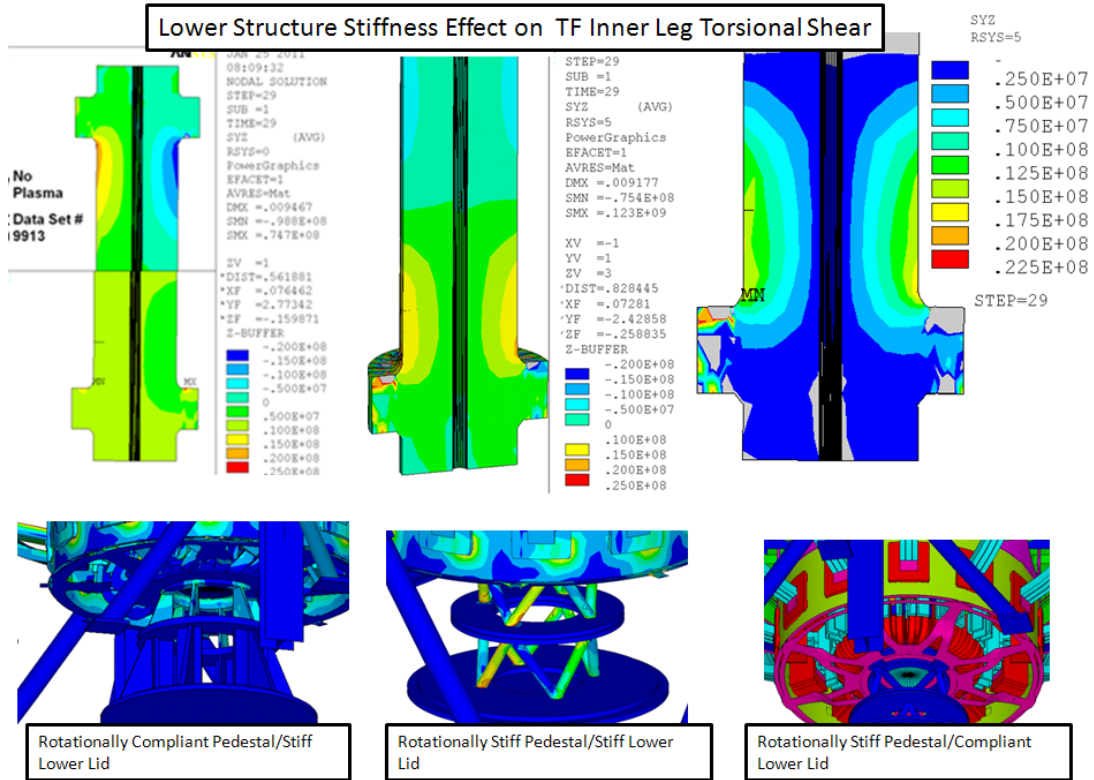 Lower Structure Stiffness Effect on TF Inner Leg Torsional Shear
AN
JAN 25 2011
08:09:32
NODAL SOLUTION
STEP=29
SUB =1
TIME=29
SYZ (AVG)
RSYS=0
PowerGraphics
EFACET=1
AVRES=Mat
DMX =.009467
SMN =-.988E+08
SMX =.747E+08
ZV =1
*DIST=.561881
*XF =.076462
*YF =2.77342
*ZF =-.159871
Z-BUFFER
-.200E+08
-.150E+08
-.100E+08
-.500E+07
0
.500E+07
.100E+08
.150E+08
.200E+08
.250E+08
No
Plasma
Data Set #
9913
MN
MX
STEP=29
SUB =1
TIME=29
SYZ (AVG)
RSYS=5
PowerGraphics
EFACET=1
AVRES=Mat
DMX =.009177
SMN =-.754E+08
SMX =.123E+09
XV =-1
YV =1
ZV =3
*DIST=.828445
*XF =.07281
*YF =-2.42858
*ZF =-.258835
Z-BUFFER
-.200E+08
-.150E+08
-.100E+08
-.500E+07
0
.100E+08
.150E+08
.200E+08
.250E+08
SYZ
RSYS=5
.250E+07
.500E+07
.750E+07
.100E+08
.125E+08
.150E+08
.175E+08
.200E+08
.225E+08
MN
STEP=29
Rotationally Compliant Pedestal/Stiff
Lower Lid
Rotationally Stiff Pedestal/Stiff Lower
Lid
Rotationally Stiff Pedestal/Compliant
Lower Lid